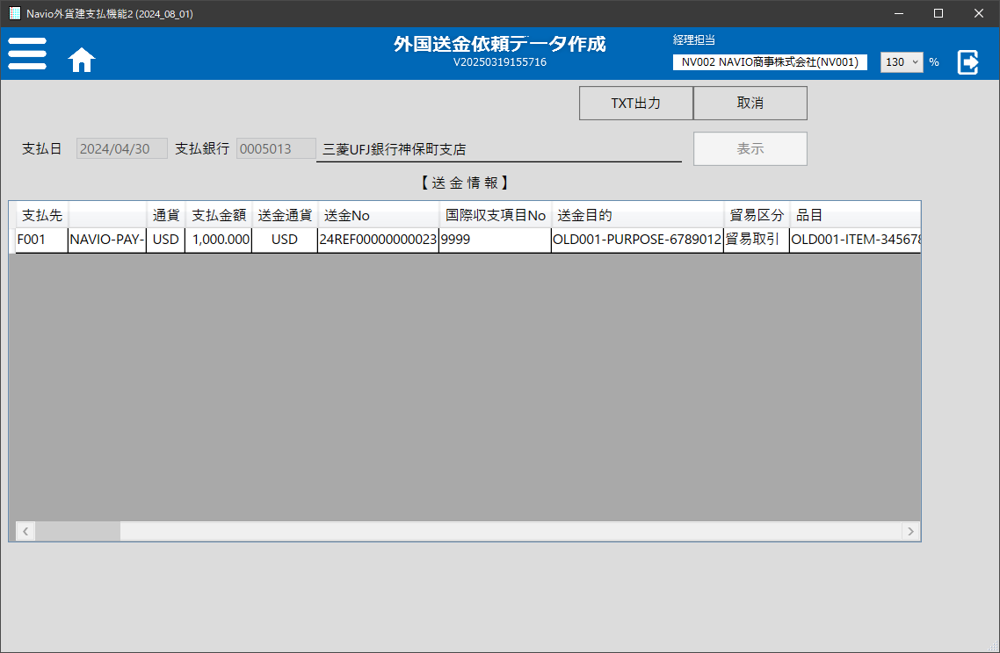 Navio外貨建支払機能2 (2024_08_01)
外国送金依頼データ作成
V20250319155716
経理担当
NV002 NAVIO商事株式会社(NV001)
130 %
TXT出力 取消
支払日 2024/04/30 支払銀行 0005013 三菱UFJ銀行神保町支店 表示
【 送 金 情 報 】
支払先 通貨 支払金額 送金通貨 送金No 国際収支項目No 送金目的 貿易区分 品目
F001 NAVIO-PAY- USD 1,000.000 USD 24REF00000000023 9999 OLD001-PURPOSE-6789012 貿易取引 OLD001-ITEM-345678